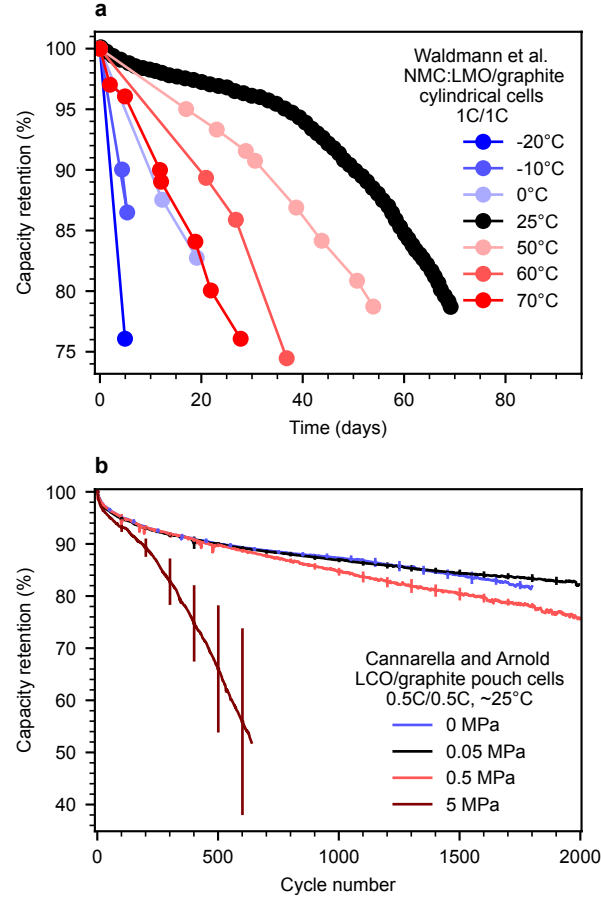 a
100
95
90
85
80
75
Capacity retention (%)
Waldmann et al.
NMC:LMO/graphite
cylindrical cells
1C/1C
-20°C
-10°C
0°C
25°C
50°C
60°C
70°C
0
20
40
60
80
Time (days)
b
100
90
80
70
60
50
40
Capacity retention (%)
Cannarella and Arnold
LCO/graphite pouch cells
0.5C/0.5C, ~25°C
0 MPa
0.05 MPa
0.5 MPa
5 MPa
0
500
1000
1500
2000
Cycle number